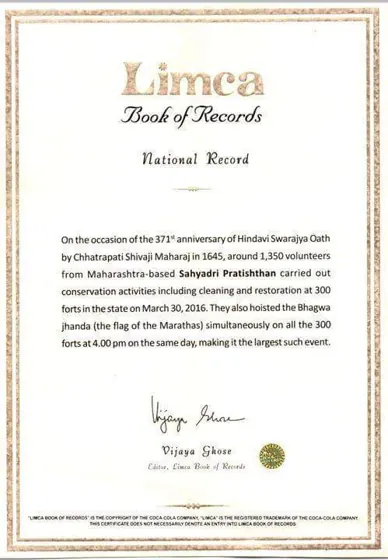 Limca
Book of Records
National Record
On the occasion of the 371st anniversary of Hindavi Swarajya Oath
by Chhatrapati Shivaji Maharaj in 1645, around 1,350 volunteers
from Maharashtra-based Sahyadri Pratishthan carried out
conservation activities including cleaning and restoration at 300
forts in the state on March 30, 2016. They also hoisted the Bhagwa
jhanda (the flag of the Marathas) simultaneously on all the 300
forts at 4.00 pm on the same day, making it the largest such event.
Vijaya Ghose
Vijaya Ghose
Editor, Limca Book of Records
"LIMCA BOOK OF RECORDS" IS THE COPYRIGHT OF THE COCA-COLA COMPANY, "LIMCA" IS THE REGISTERED TRADEMARK OF THE COCA-COLA COMPANY.
THIS CERTIFICATE DOES NOT NECESSARILY DENOTE AN ENTRY INTO LIMCA BOOK OF RECORDS